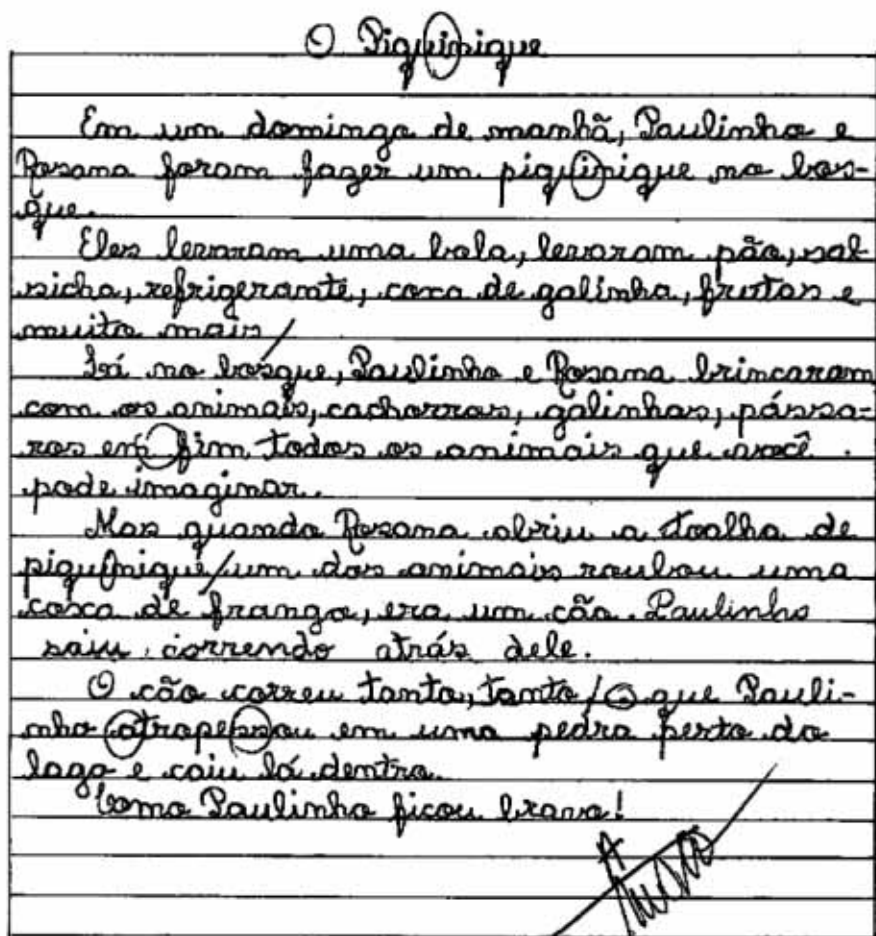 O Piquinique
Em um domingo de manhã, Paulinho e
Rosana foram fazer um piquinique no bos-
que.
Eles levaram uma bola, levaram pão, sal
sicha, refrigerante, coxa de galinha, frutas e
muito mais/
Lá no bosque, Paulinho e Rosana brincaram
com os animais, cachorros, galinhas, pássa-
ros em fim todos os animais que você
pode imaginar.
Mas quando Rosana abriu a toalha de
piquinique/um dos animais roubou uma
coxa de frango, era um cão. Paulinho
saiu correndo atrás dele.
O cão correu tanto, tanto/o que Pauli-
nho atropessou em uma pedra perto do
lago e caiu lá dentro.
Como Paulinho ficou bravo!